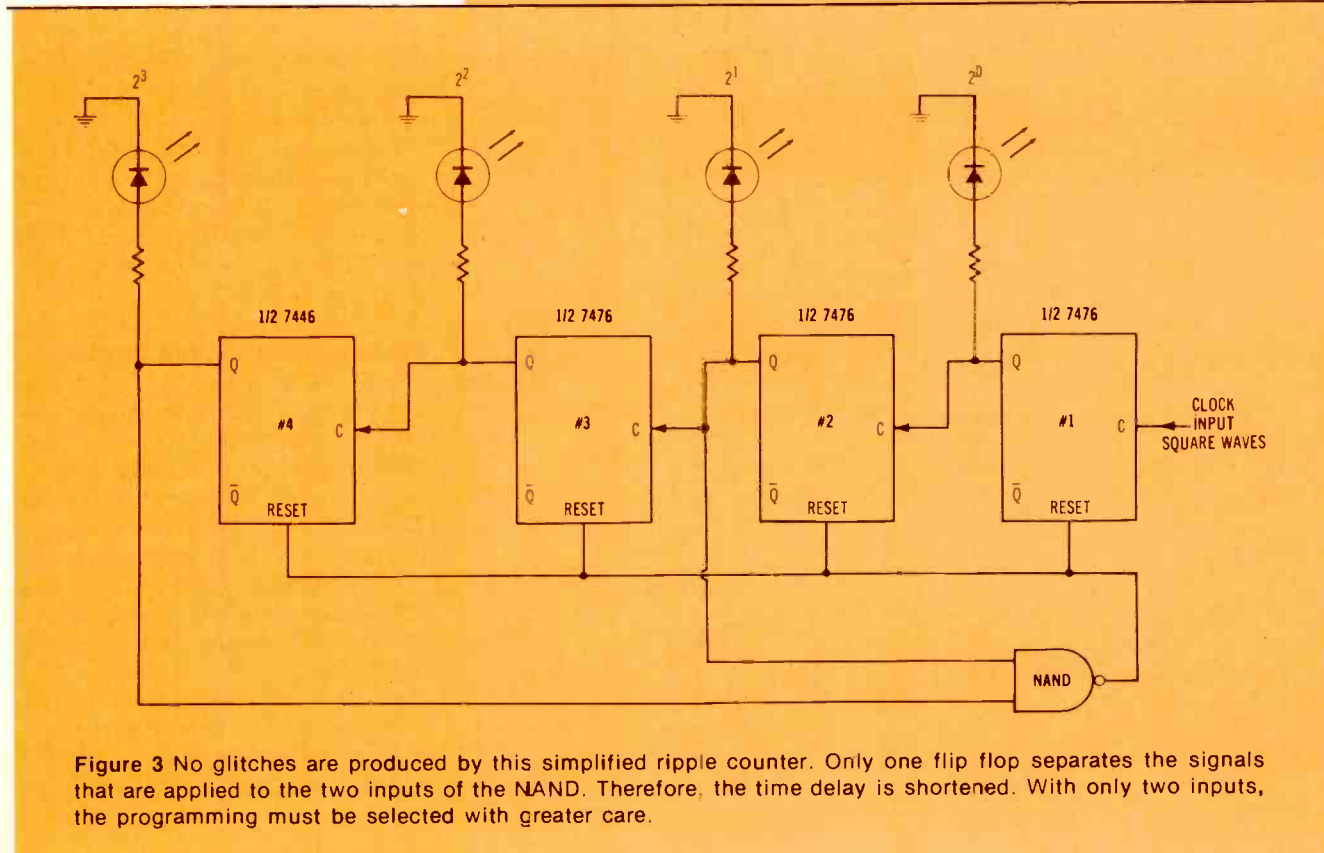 2³
2²
2¹
2⁰
1/2 7446
1/2 7476
1/2 7476
1/2 7476
Q
#4
C
Q̅
RESET
Q
#3
C
Q̅
RESET
Q
#2
C
Q̅
RESET
Q
#1
C
Q̅
RESET
CLOCK
INPUT
SQUARE WAVES
NAND
Figure 3 No glitches are produced by this simplified ripple counter. Only one flip flop separates the signals
that are applied to the two inputs of the NAND. Therefore, the time delay is shortened. With only two inputs,
the programming must be selected with greater care.